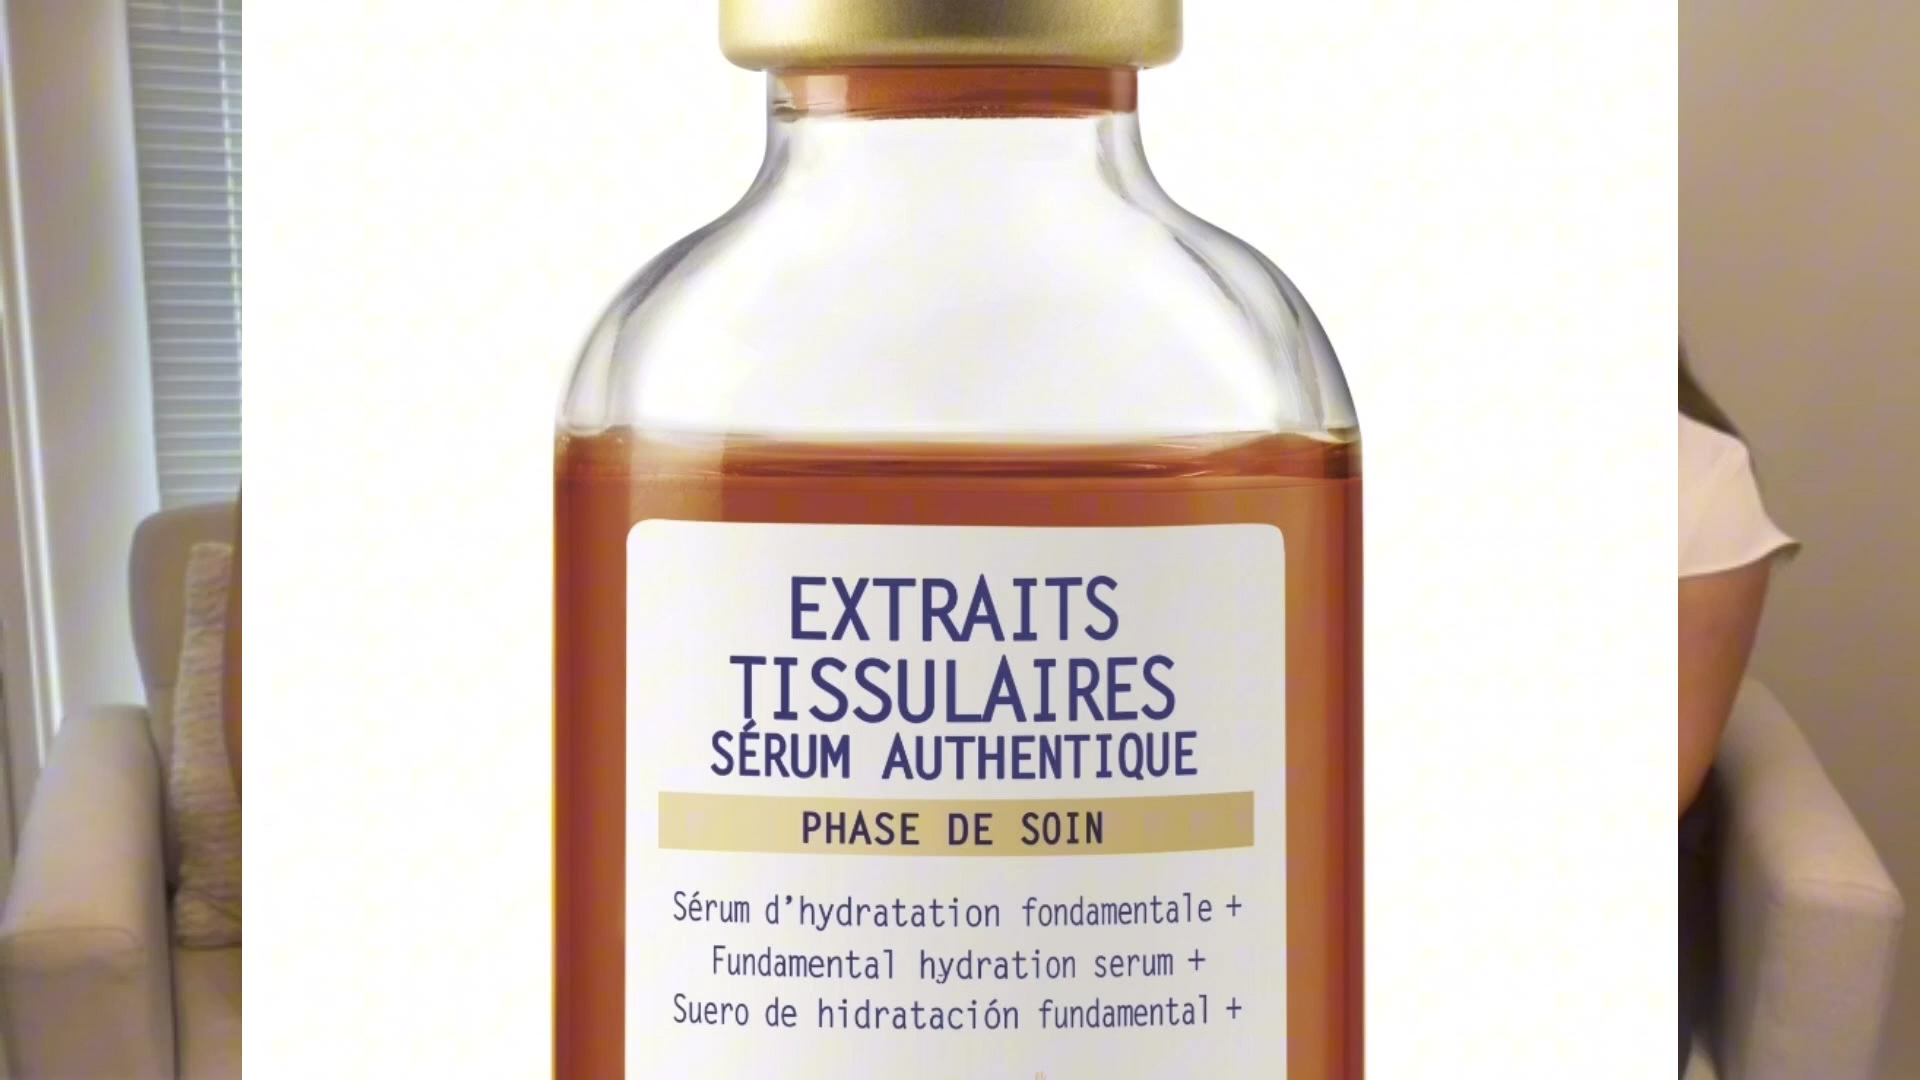 EXTRAITS
TISSULAIRES
SÉRUM AUTHENTIQUE
PHASE DE SOIN
Sérum d'hydratation fondamentale +
Fundamental hydration serum +
Suero de hidratación fundamental +